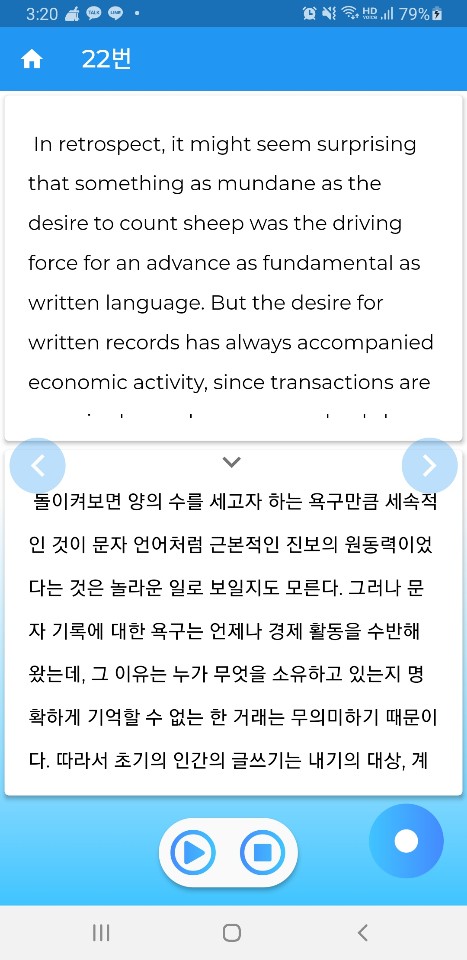 3:20
TALK
LINE
HD
VOICE
79%
22번
In retrospect, it might seem surprising
that something as mundane as the
desire to count sheep was the driving
force for an advance as fundamental as
written language. But the desire for
written records has always accompanied
economic activity, since transactions are
돌이켜보면 양의 수를 세고자 하는 욕구만큼 세속적
인 것이 문자 언어처럼 근본적인 진보의 원동력이었
다는 것은 놀라운 일로 보일지도 모른다. 그러나 문
자 기록에 대한 욕구는 언제나 경제 활동을 수반해
왔는데, 그 이유는 누가 무엇을 소유하고 있는지 명
확하게 기억할 수 없는 한 거래는 무의미하기 때문이
다. 따라서 초기의 인간의 글쓰기는 내기의 대상, 계